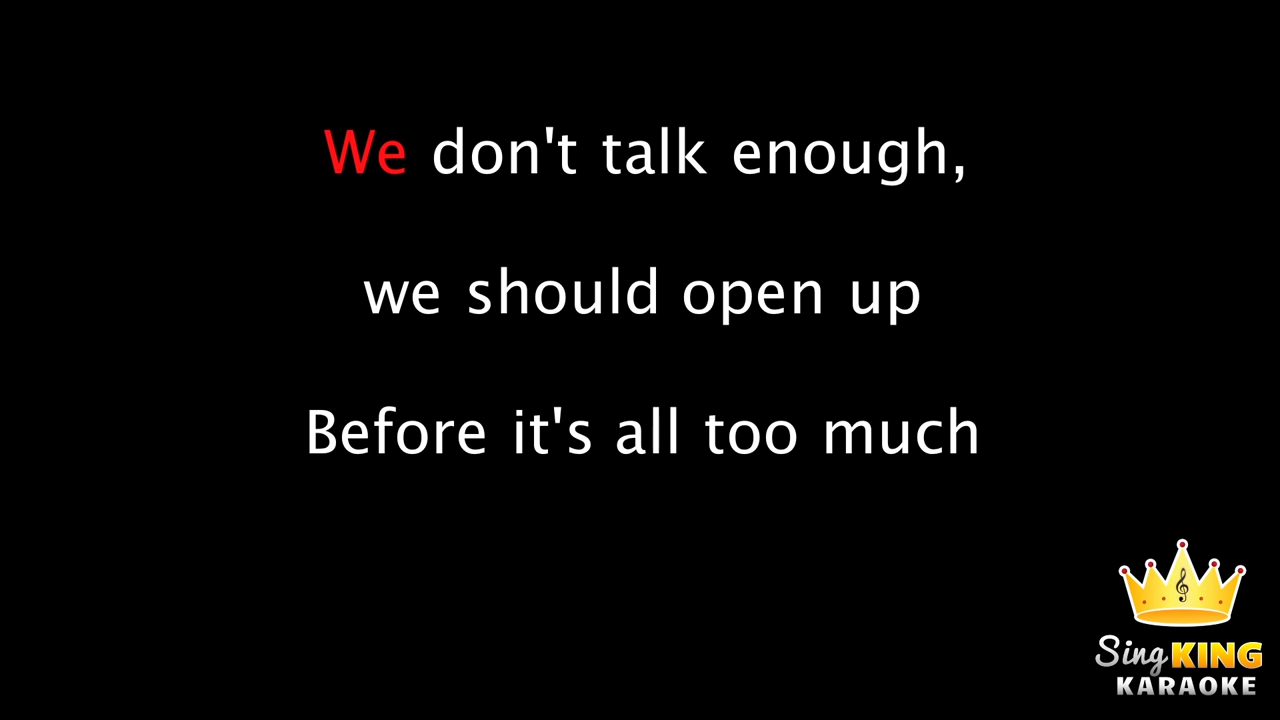 We don't talk enough,
we should open up
Before it's all too much
Sing KING
KARAOKE